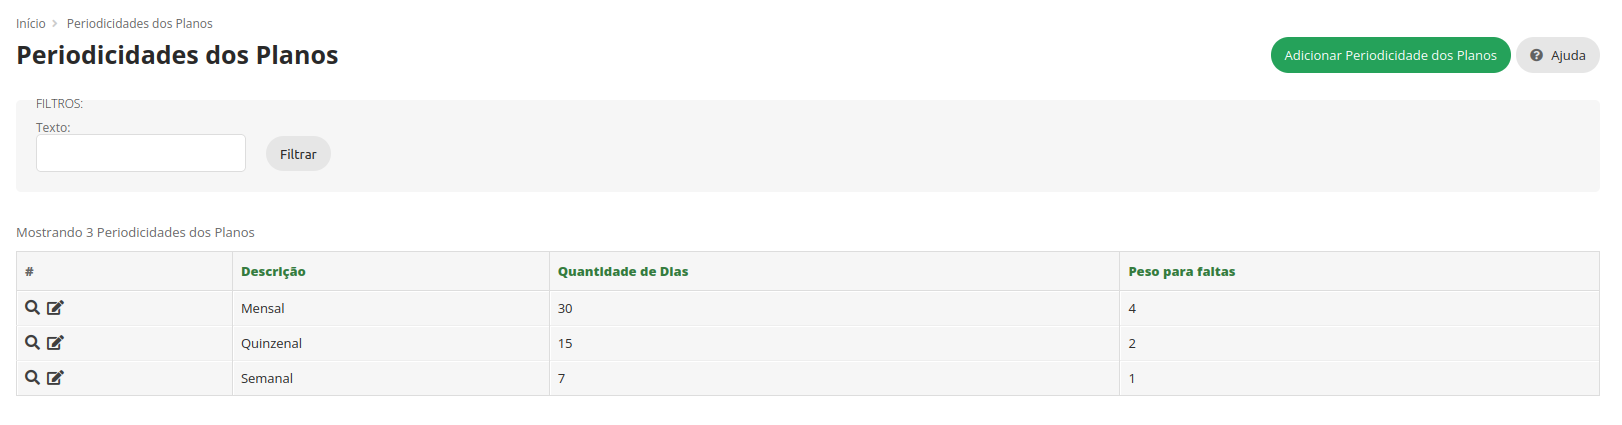 Início > Periodicidades dos Planos
Periodicidades dos Planos
Adicionar Periodicidade dos Planos
Ajuda
FILTROS:
Texto:
Filtrar
Mostrando 3 Periodicidades dos Planos
# Descrição Quantidade de Dias Peso para faltas
Mensal 30 4
Quinzenal 15 2
Semanal 7 1